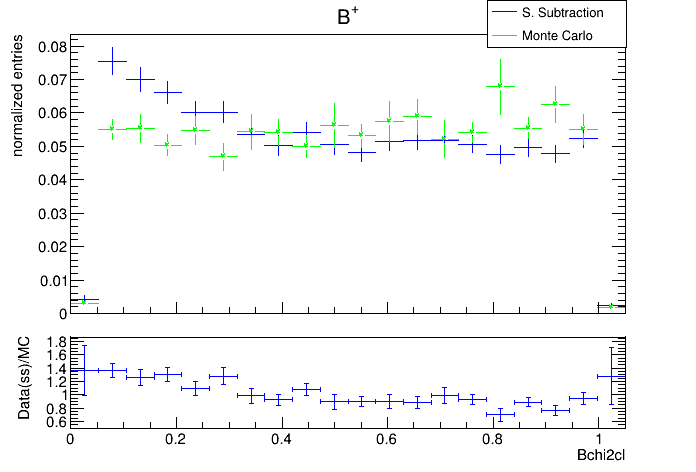 B+
S. Subtraction
Monte Carlo
normalized entries
0.08
0.07
0.06
0.05
0.04
0.03
0.02
0.01
0
Data(ss)/MC
1.8
1.6
1.4
1.2
1
0.8
0.6
0 0.2 0.4 0.6 0.8 1
Bchi2cl